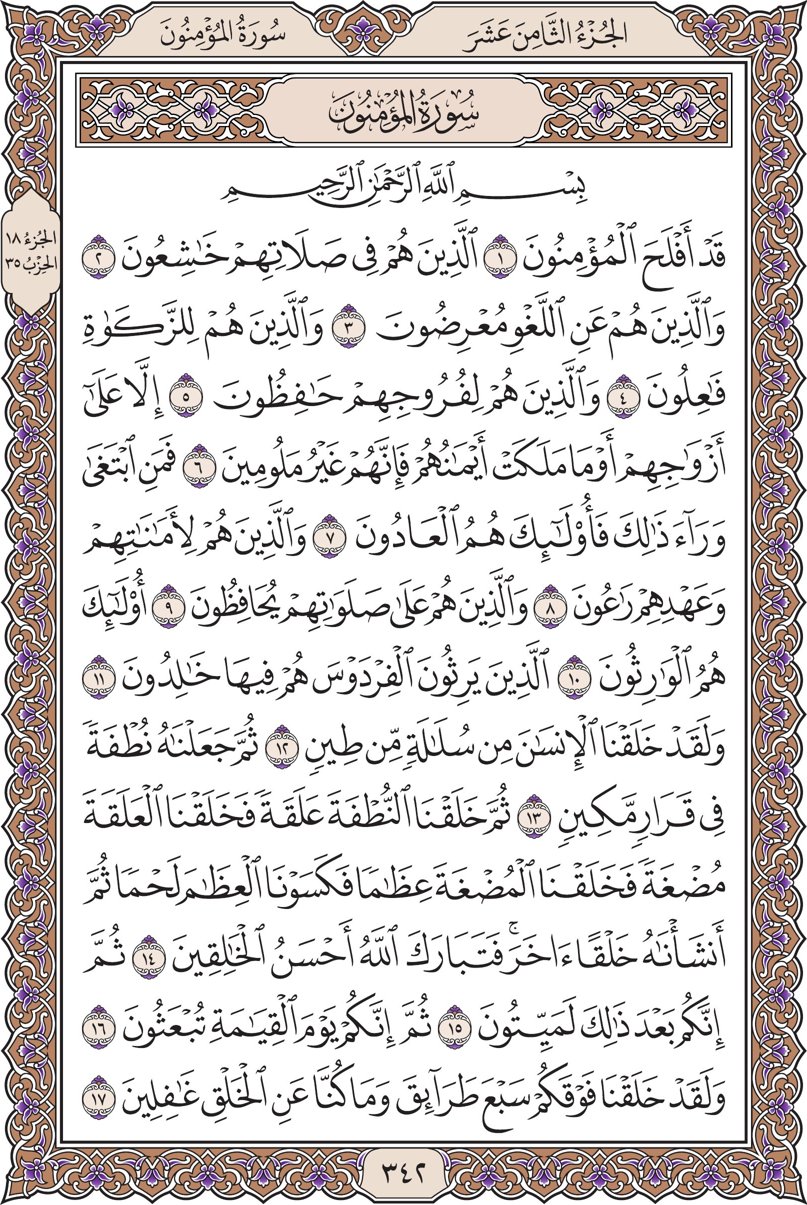 الجُزْءُ الثَّامِنَ عَشَرَ
سُورَةُ المُؤْمِنُونَ
سُورَةُ المُؤْمِنُونَ
بِسْمِ ٱللَّهِ ٱلرَّحْمَٰنِ ٱلرَّحِيمِ
الجُزْءُ ١٨
الحِزْبُ ٣٥
قَدْ أَفْلَحَ ٱلْمُؤْمِنُونَ ١ ٱلَّذِينَ هُمْ فِى صَلَاتِهِمْ خَٰشِعُونَ ٢
وَٱلَّذِينَ هُمْ عَنِ ٱللَّغْوِ مُعْرِضُونَ ٣ وَٱلَّذِينَ هُمْ لِلزَّكَوٰةِ
فَٰعِلُونَ ٤ وَٱلَّذِينَ هُمْ لِفُرُوجِهِمْ حَٰفِظُونَ ٥ إِلَّا عَلَىٰٓ
أَزْوَٰجِهِمْ أَوْ مَا مَلَكَتْ أَيْمَٰنُهُمْ فَإِنَّهُمْ غَيْرُ مَلُومِينَ ٦ فَمَنِ ٱبْتَغَىٰ
وَرَآءَ ذَٰلِكَ فَأُو۟لَٰٓئِكَ هُمُ ٱلْعَادُونَ ٧ وَٱلَّذِينَ هُمْ لِأَمَٰنَٰتِهِمْ
وَعَهْدِهِمْ رَٰعُونَ ٨ وَٱلَّذِينَ هُمْ عَلَىٰ صَلَوَٰتِهِمْ يُحَافِظُونَ ٩ أُو۟لَٰٓئِكَ
هُمُ ٱلْوَٰرِثُونَ ١٠ ٱلَّذِينَ يَرِثُونَ ٱلْفِرْدَوْسَ هُمْ فِيهَا خَٰلِدُونَ ١١
وَلَقَدْ خَلَقْنَا ٱلْإِنسَٰنَ مِن سُلَٰلَةٍ مِّن طِينٍ ١٢ ثُمَّ جَعَلْنَٰهُ نُطْفَةً
فِى قَرَارٍ مَّكِينٍ ١٣ ثُمَّ خَلَقْنَا ٱلنُّطْفَةَ عَلَقَةً فَخَلَقْنَا ٱلْعَلَقَةَ
مُضْغَةً فَخَلَقْنَا ٱلْمُضْغَةَ عِظَٰمًا فَكَسَوْنَا ٱلْعِظَٰمَ لَحْمًا ثُمَّ
أَنشَأْنَٰهُ خَلْقًا ءَاخَرَ ۚ فَتَبَارَكَ ٱللَّهُ أَحْسَنُ ٱلْخَٰلِقِينَ ١٤ ثُمَّ
إِنَّكُم بَعْدَ ذَٰلِكَ لَمَيِّتُونَ ١٥ ثُمَّ إِنَّكُمْ يَوْمَ ٱلْقِيَٰمَةِ تُبْعَثُونَ ١٦
وَلَقَدْ خَلَقْنَا فَوْقَكُمْ سَبْعَ طَرَآئِقَ وَمَا كُنَّا عَنِ ٱلْخَلْقِ غَٰفِلِينَ ١٧
٣٤٢